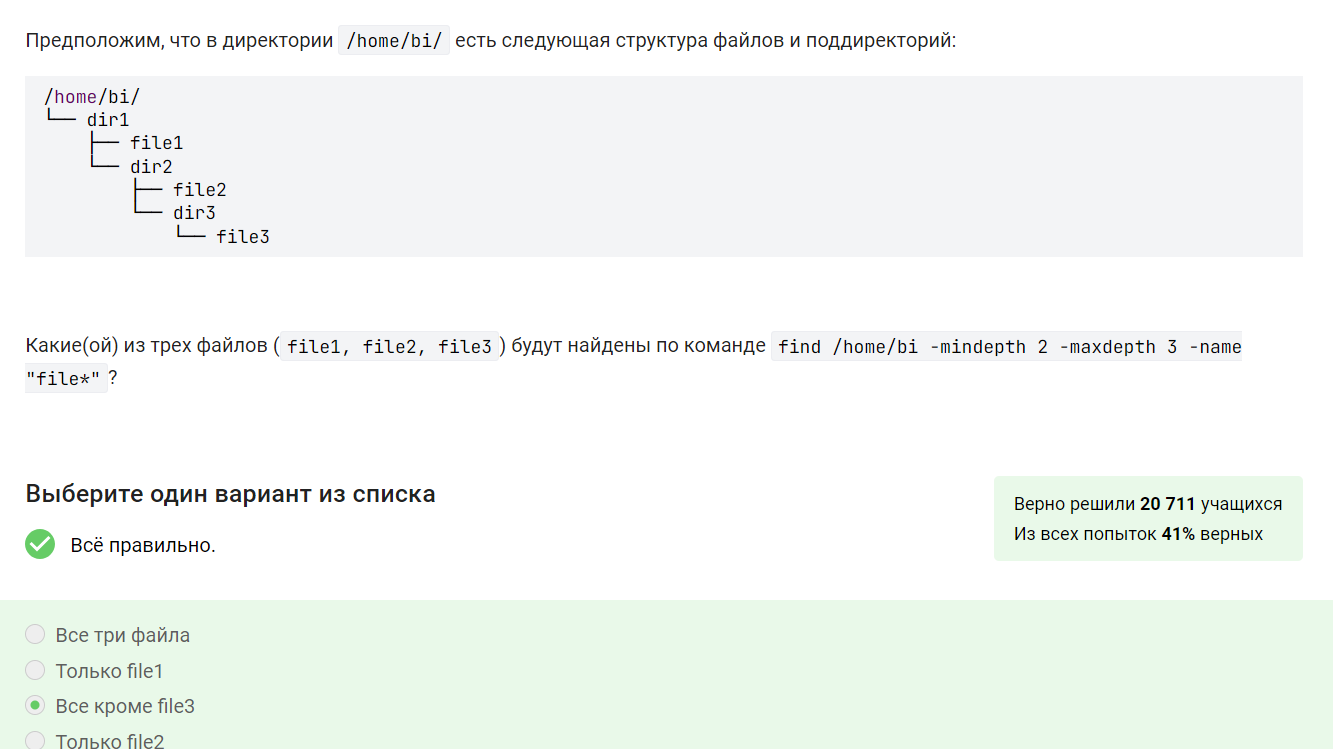 Предположим, что в директории /home/bi/ есть следующая структура файлов и поддиректорий:
/home/bi/
└── dir1
    ├── file1
    └── dir2
        ├── file2
        └── dir3
            └── file3
Какие(ой) из трех файлов (file1, file2, file3) будут найдены по команде find /home/bi -mindepth 2 -maxdepth 3 -name
"file*"?
Выберите один вариант из списка
Верно решили 20 711 учащихся
Из всех попыток 41% верных
Всё правильно.
Все три файла
Только file1
Все кроме file3
Только file2